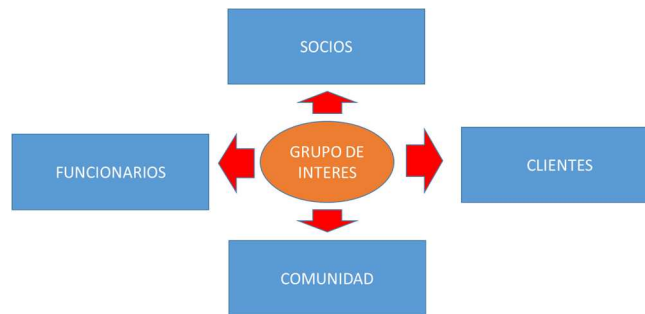 SOCIOS
FUNCIONARIOS
GRUPO DE
INTERES
CLIENTES
COMUNIDAD